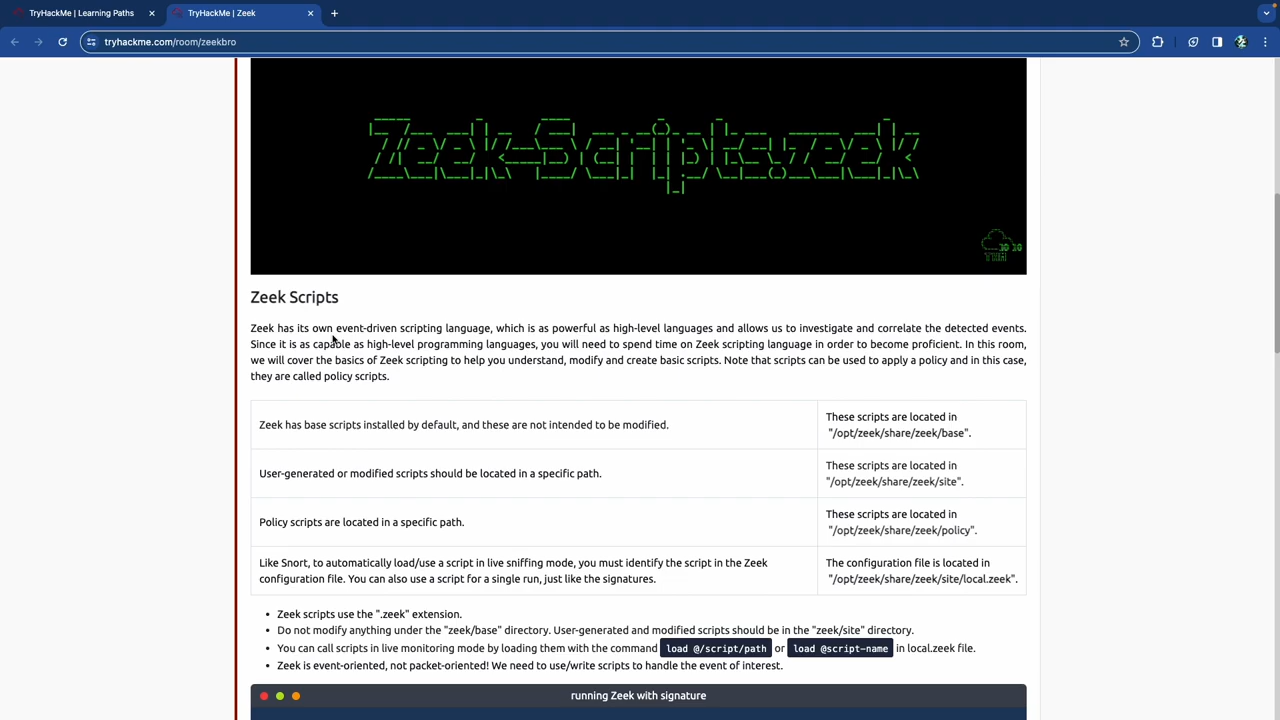 TryHackMe | Learning Paths
TryHackMe | Zeek
tryhackme.com/room/zeekbro
Zeek Scripts
Zeek has its own event-driven scripting language, which is as powerful as high-level languages and allows us to investigate and correlate the detected events.
Since it is as capable as high-level programming languages, you will need to spend time on Zeek scripting language in order to become proficient. In this room,
we will cover the basics of Zeek scripting to help you understand, modify and create basic scripts. Note that scripts can be used to apply a policy and in this case,
they are called policy scripts.
Zeek has base scripts installed by default, and these are not intended to be modified.
These scripts are located in
"/opt/zeek/share/zeek/base".
User-generated or modified scripts should be located in a specific path.
These scripts are located in
"/opt/zeek/share/zeek/site".
Policy scripts are located in a specific path.
These scripts are located in
"/opt/zeek/share/zeek/policy".
Like Snort, to automatically load/use a script in live sniffing mode, you must identify the script in the Zeek
configuration file. You can also use a script for a single run, just like the signatures.
The configuration file is located in
"/opt/zeek/share/zeek/site/local.zeek".
• Zeek scripts use the ".zeek" extension.
• Do not modify anything under the "zeek/base" directory. User-generated and modified scripts should be in the "zeek/site" directory.
• You can call scripts in live monitoring mode by loading them with the command load @/script/path or load @script-name in local.zeek file.
• Zeek is event-oriented, not packet-oriented! We need to use/write scripts to handle the event of interest.
running Zeek with signature